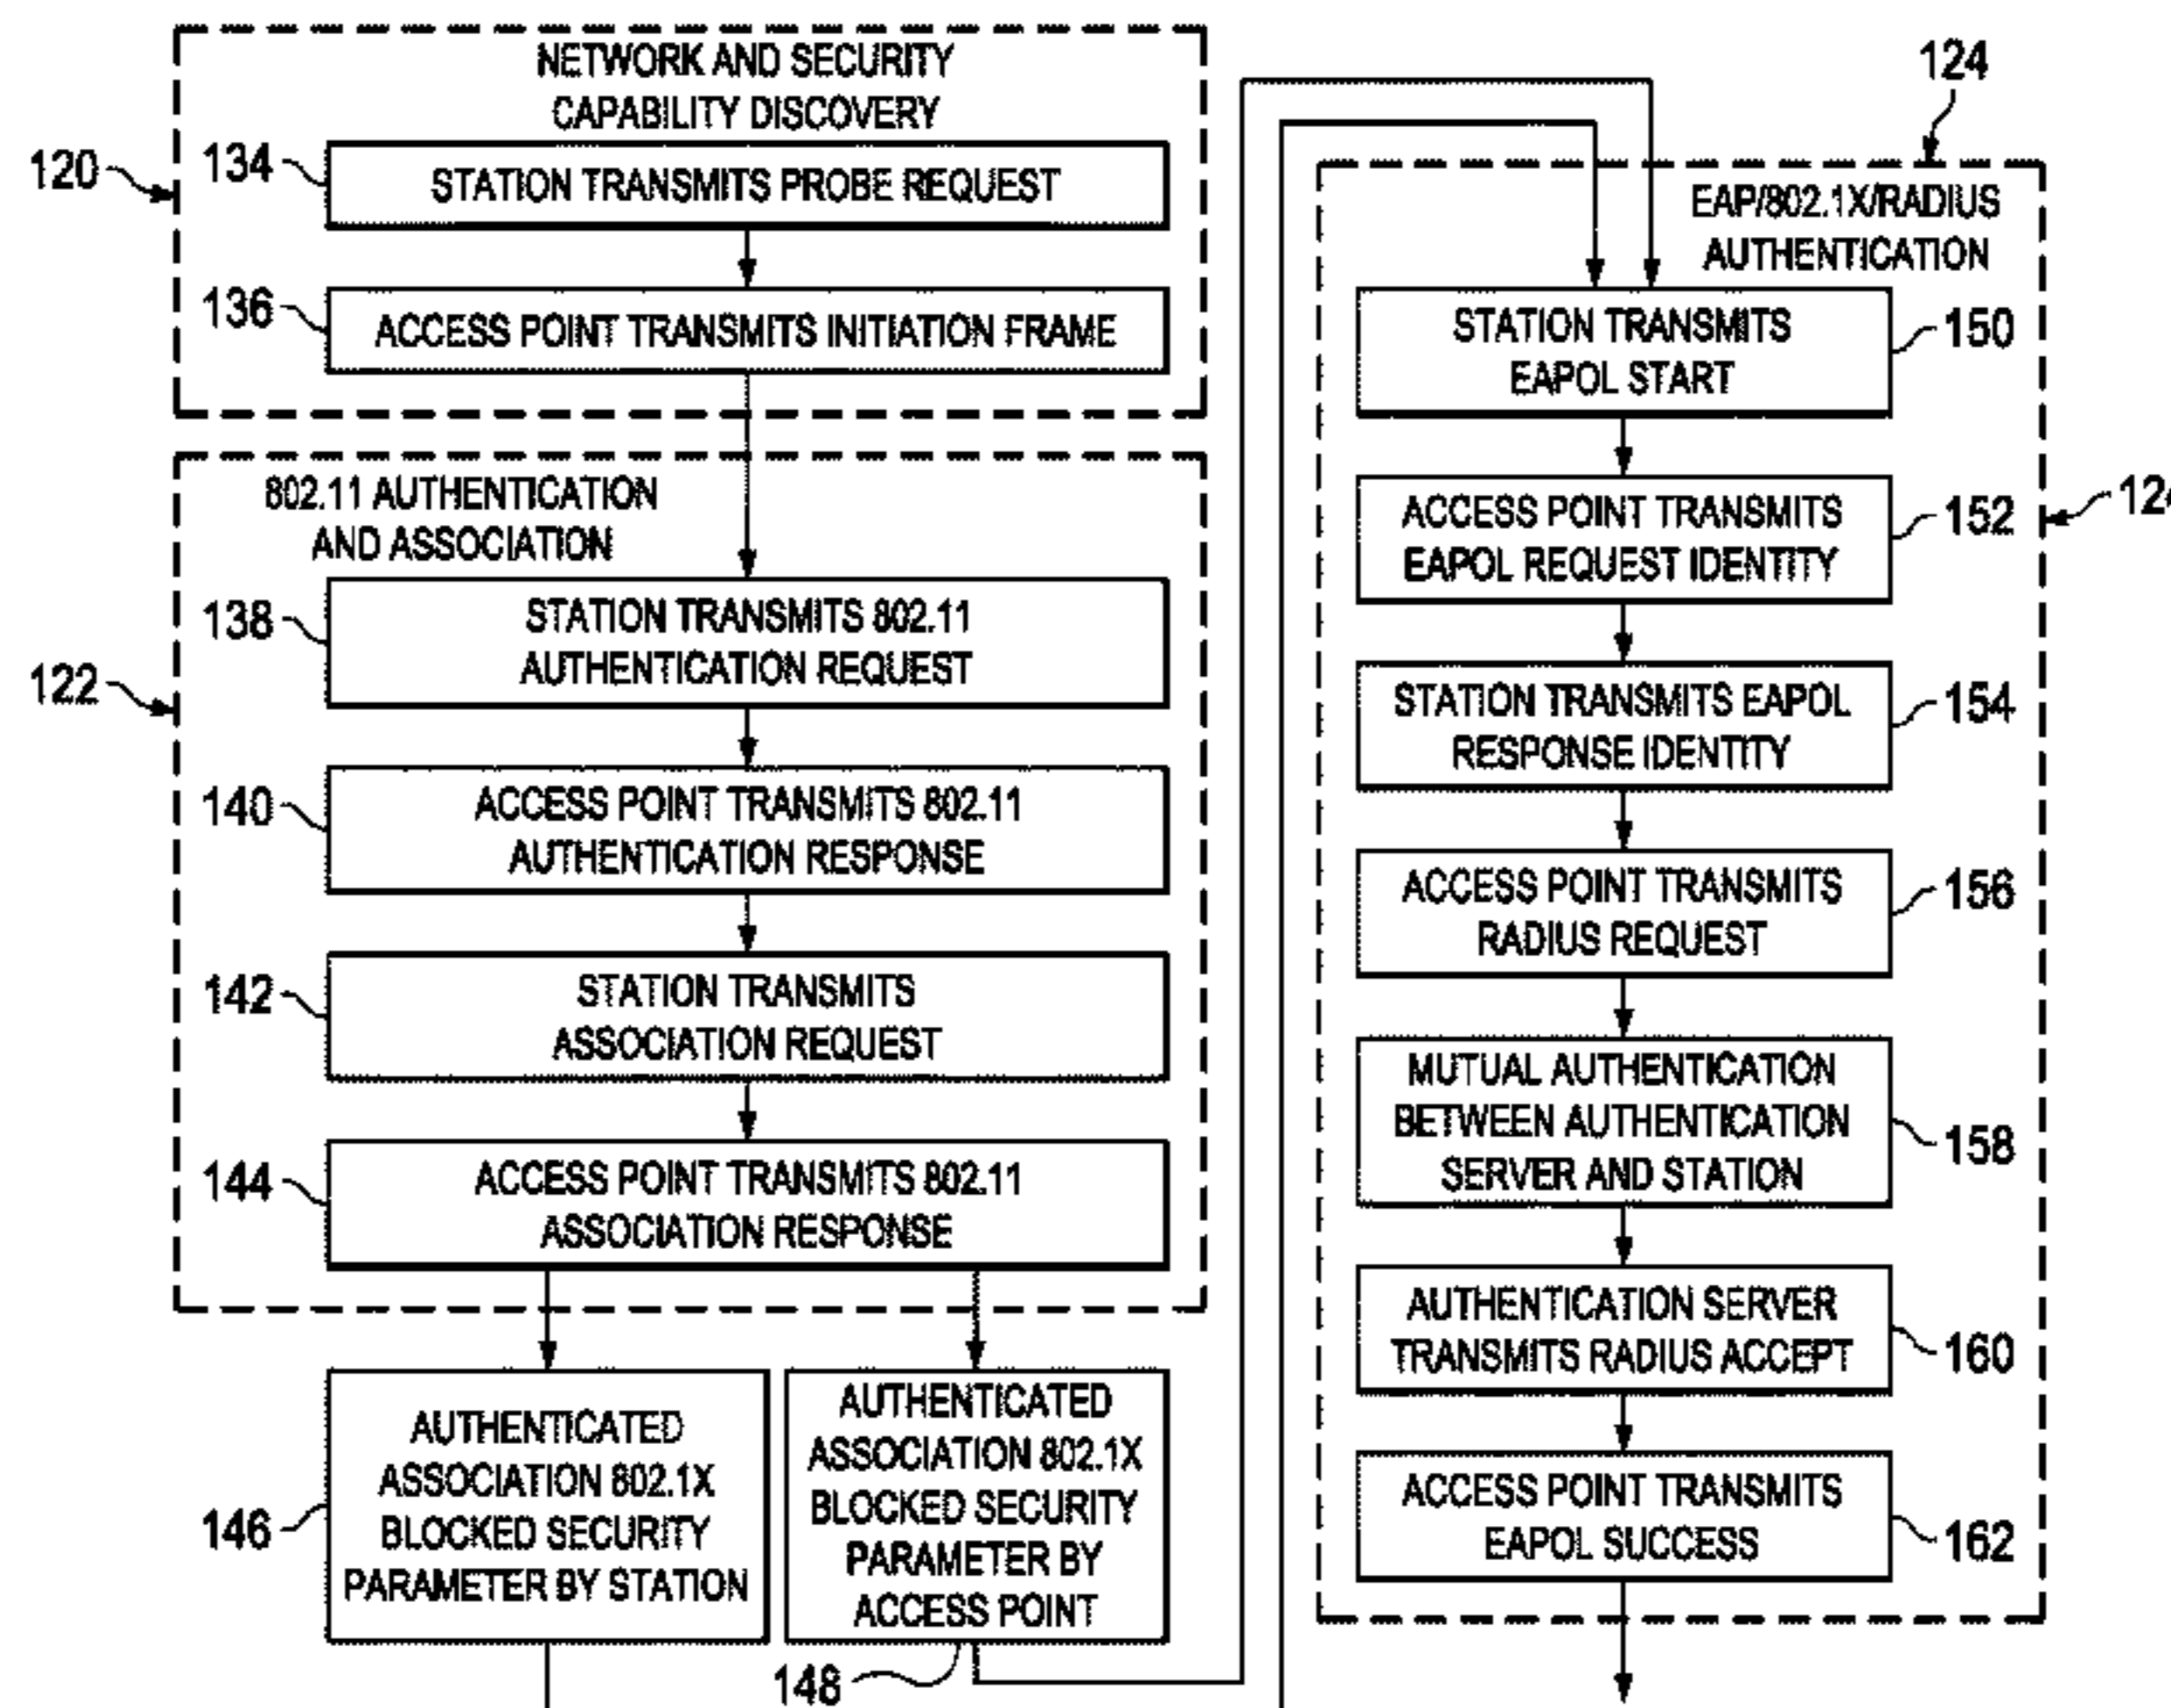 NETWORK AND SECURITY
CAPABILITY DISCOVERY
120
134
STATION TRANSMITS PROBE REQUEST
136
ACCESS POINT TRANSMITS INITIATION FRAME
122
802.11 AUTHENTICATION
AND ASSOCIATION
138
STATION TRANSMITS 802.11
AUTHENTICATION REQUEST
140
ACCESS POINT TRANSMITS 802.11
AUTHENTICATION RESPONSE
142
STATION TRANSMITS
ASSOCIATION REQUEST
144
ACCESS POINT TRANSMITS 802.11
ASSOCIATION RESPONSE
146
AUTHENTICATED
ASSOCIATION 802.1X
BLOCKED SECURITY
PARAMETER BY STATION
AUTHENTICATED
ASSOCIATION 802.1X
BLOCKED SECURITY
PARAMETER BY
ACCESS POINT
148
124
EAP/802.1X/RADIUS
AUTHENTICATION
STATION TRANSMITS
EAPOL START
150
ACCESS POINT TRANSMITS
EAPOL REQUEST IDENTITY
152
124
STATION TRANSMITS EAPOL
RESPONSE IDENTITY
154
ACCESS POINT TRANSMITS
RADIUS REQUEST
156
MUTUAL AUTHENTICATION
BETWEEN AUTHENTICATION
SERVER AND STATION
158
AUTHENTICATION SERVER
TRANSMITS RADIUS ACCEPT
160
ACCESS POINT TRANSMITS
EAPOL SUCCESS
162